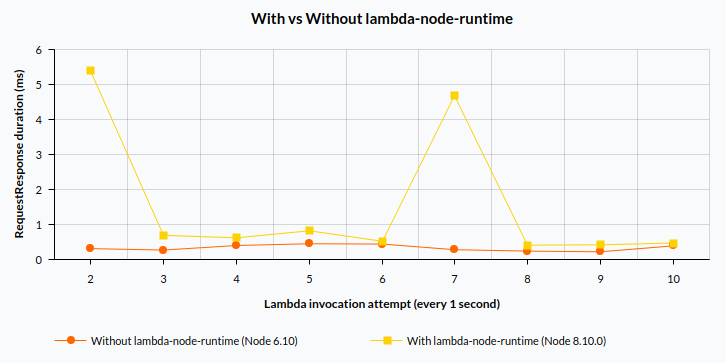 With vs Without lambda-node-runtime
RequestResponse duration (ms)
6
5
4
3
2
1
0
2 3 4 5 6 7 8 9 10
Lambda invocation attempt (every 1 second)
Without lambda-node-runtime (Node 6.10)
With lambda-node-runtime (Node 8.10.0)